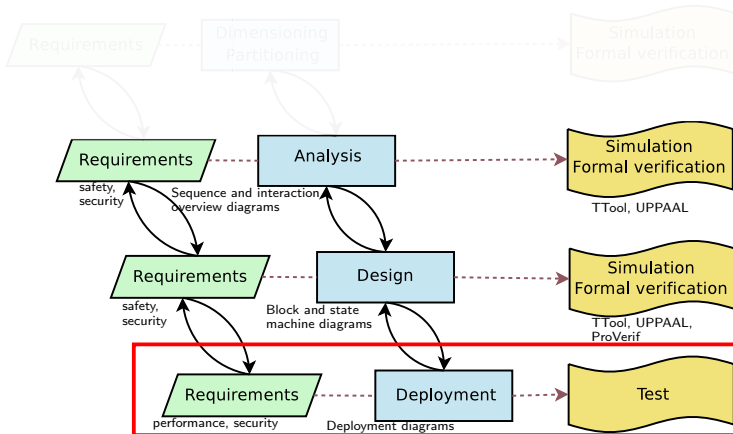 Requirements
Dimensioning
Partitioning
Simulation
Formal verification
Requirements
Analysis
Simulation
Formal verification
safety,
security
Sequence and interaction
overview diagrams
TTool, UPPAAL
Requirements
Design
Simulation
Formal verification
safety,
security
Block and state
machine diagrams
TTool, UPPAAL,
ProVerif
Requirements
Deployment
Test
performance, security
Deployment diagrams